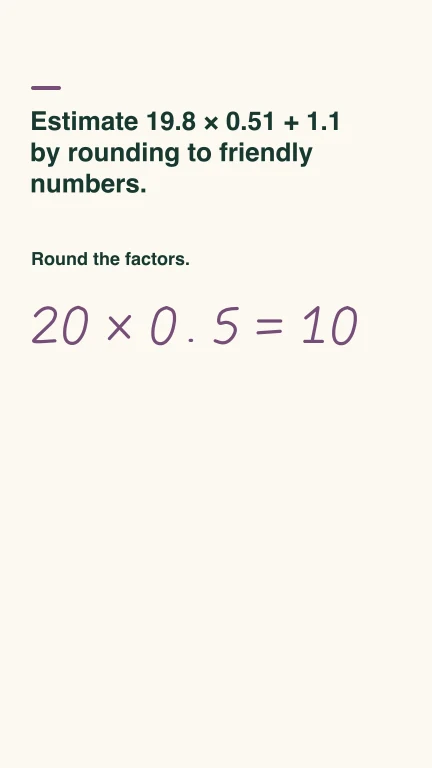 Estimate 19.8 × 0.51 + 1.1
by rounding to friendly
numbers.
Round the factors.
20 × 0.5 = 10